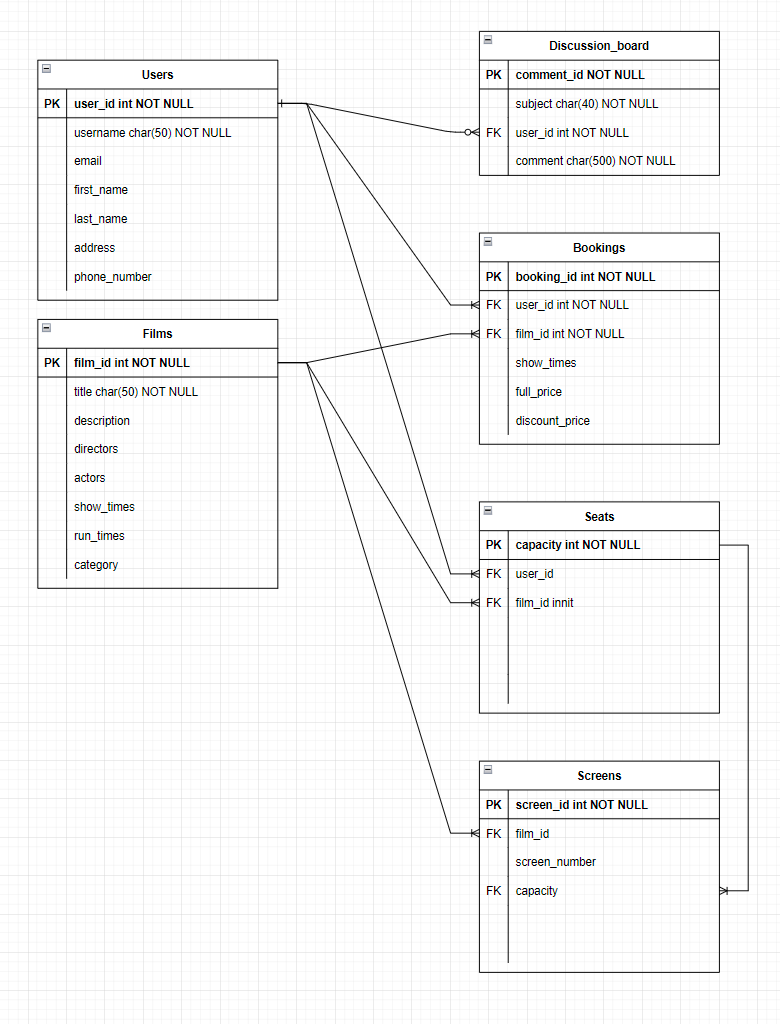 Users
PK user_id int NOT NULL
username char(50) NOT NULL
email
first_name
last_name
address
phone_number
Films
PK film_id int NOT NULL
title char(50) NOT NULL
description
directors
actors
show_times
run_times
category
Discussion_board
PK comment_id NOT NULL
subject char(40) NOT NULL
FK user_id int NOT NULL
comment char(500) NOT NULL
Bookings
PK booking_id int NOT NULL
FK user_id int NOT NULL
FK film_id int NOT NULL
show_times
full_price
discount_price
Seats
PK capacity int NOT NULL
FK user_id
FK film_id innit
Screens
PK screen_id int NOT NULL
FK film_id
screen_number
FK capacity